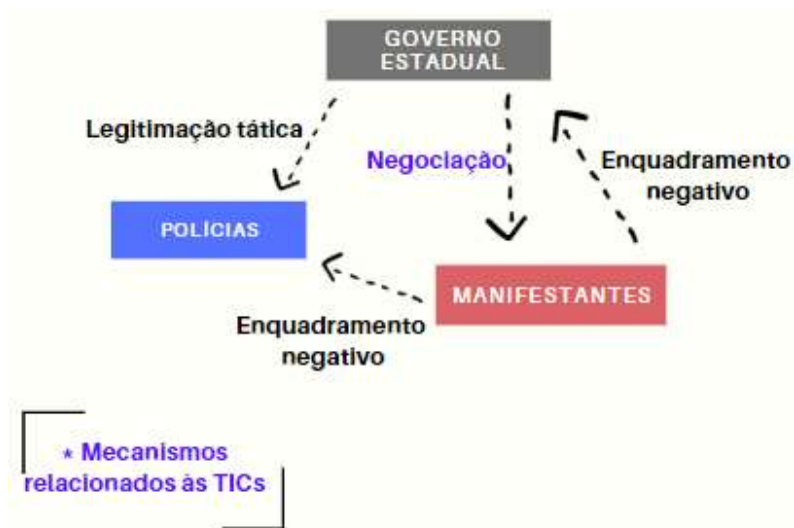 GOVERNO
ESTADUAL
Legitimação tática
Negociação
Enquadramento
negativo
POLÍCIAS
MANIFESTANTES
Enquadramento
negativo
* Mecanismos
relacionados às TICs